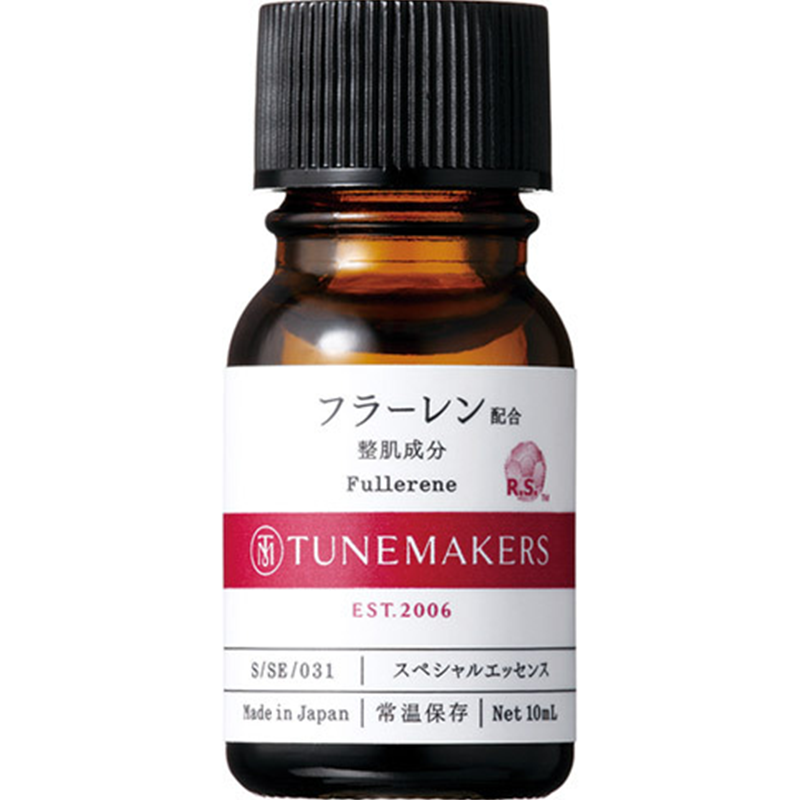 フラーレン配合
整肌成分
Fullerene
R.S.™
TUNEMAKERS
EST.2006
S/SE/031 スペシャルエッセンス
Made in Japan 常温保存 Net 10mL